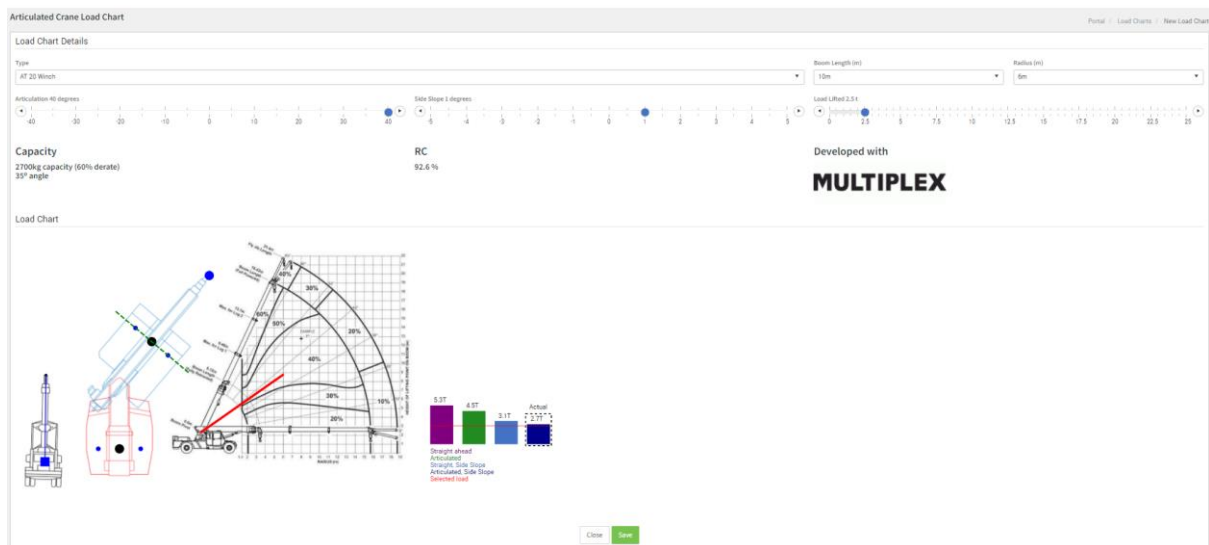 Articulated Crane Load Chart
Portal / Load Charts / New Load Chart
Load Chart Details
Type
Boom Length (m)
Radius (m)
AT 20 Winch
10m
6m
Articulation 40 degrees
Side Slope 1 degrees
Load Lifted 2.5 t
-40 -30 -20 -10 0 10 20 30 40
-5 -4 -3 -2 -1 0 1 2 3 4 5
0 2.5 5 7.5 10 12.5 15 17.5 20 22.5 25
Capacity
RC
Developed with
2700kg capacity (60% derate)
92.6 %
35º angle
MULTIPLEX
Load Chart
40%
30%
60%
50%
20%
40%
30%
10%
20%
5.3T
4.5T
3.1T
Actual
2.7T
Straight ahead
Articulated
Straight, Side Slope
Articulated, Side Slope
Selected load
Close
Save